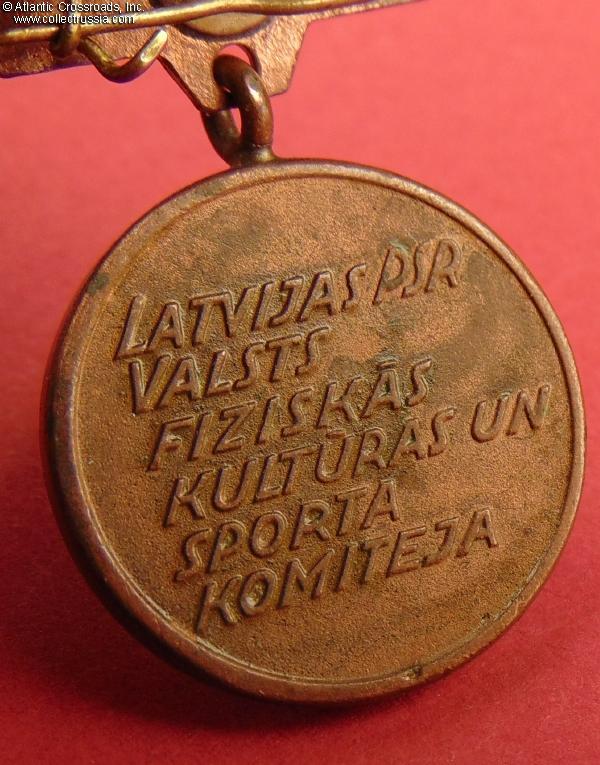 © Atlantic Crossroads, Inc.
www.collectrussia.com
LATVIJAS PSR
VALSTS
FIZISKĀS
KULTŪRAS UN
SPORTA
KOMITEJA